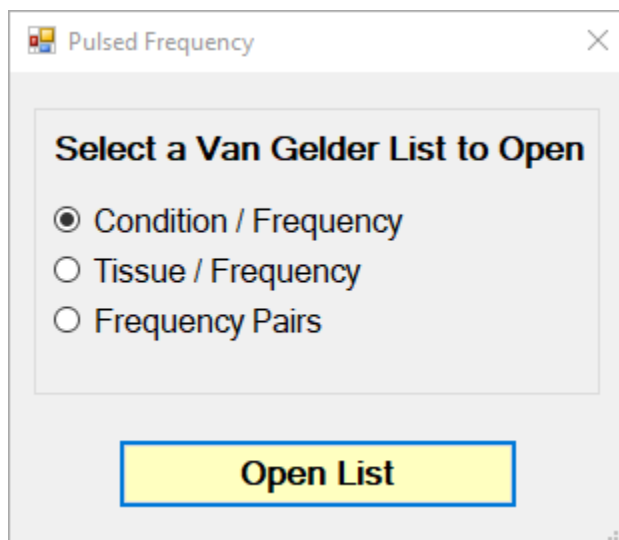 Pulsed Frequency
Select a Van Gelder List to Open
Condition / Frequency
Tissue / Frequency
Frequency Pairs
Open List